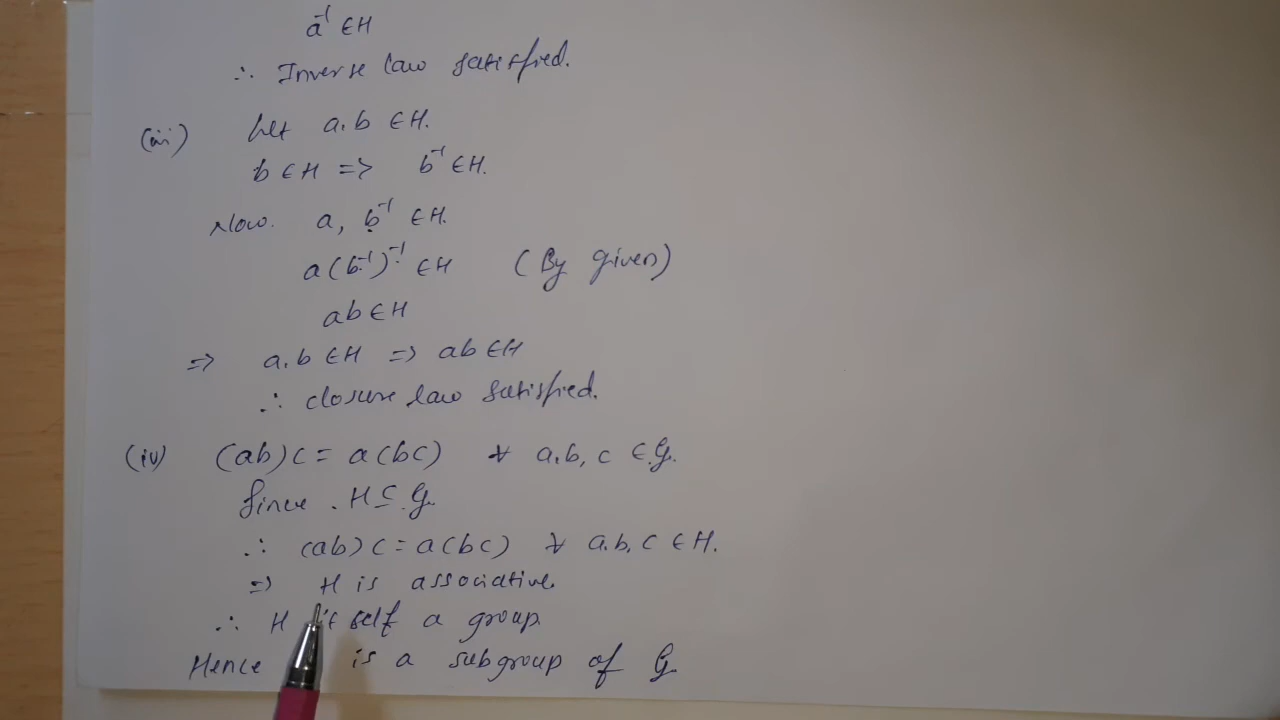 a⁻¹ ∈ H
∴ Inverse law satisfied.
(iii) Let a, b ∈ H.
b ∈ H => b⁻¹ ∈ H.
Now. a, b⁻¹ ∈ H.
a(b⁻¹)⁻¹ ∈ H (By given)
ab ∈ H
=> a, b ∈ H => ab ∈ H
∴ closure law satisfied.
(iv) (ab)c = a(bc) ∀ a, b, c ∈ G.
Since. H ⊆ G.
∴ (ab)c = a(bc) ∀ a, b, c ∈ H.
=> H is associative.
∴ H itself a group.
Hence is a subgroup of G